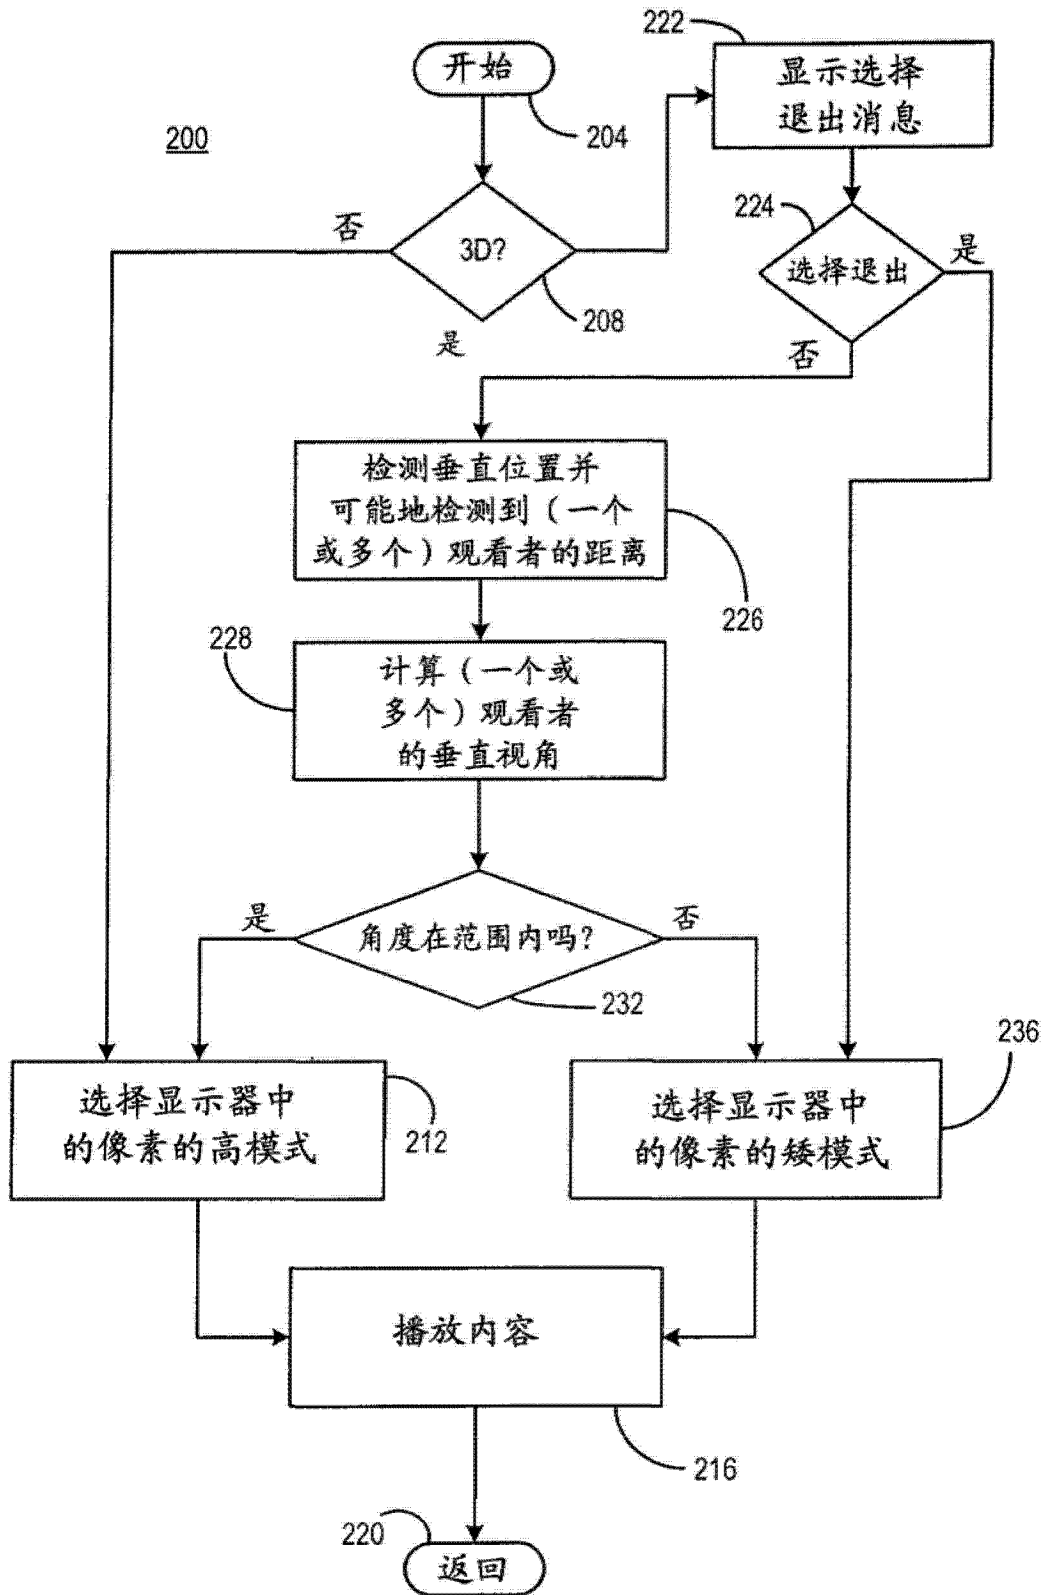 222
开始
显示选择
退出消息
200
204
224
否
3D?
是
选择退出
208
是
否
检测垂直位置并
可能地检测到（一个
或多个）观看者的距离
226
228
计算（一个或
多个）观看者
的垂直视角
是
角度在范围内吗?
否
232
236
选择显示器中
的像素的高模式
212
选择显示器中
的像素的矮模式
播放内容
216
220
返回